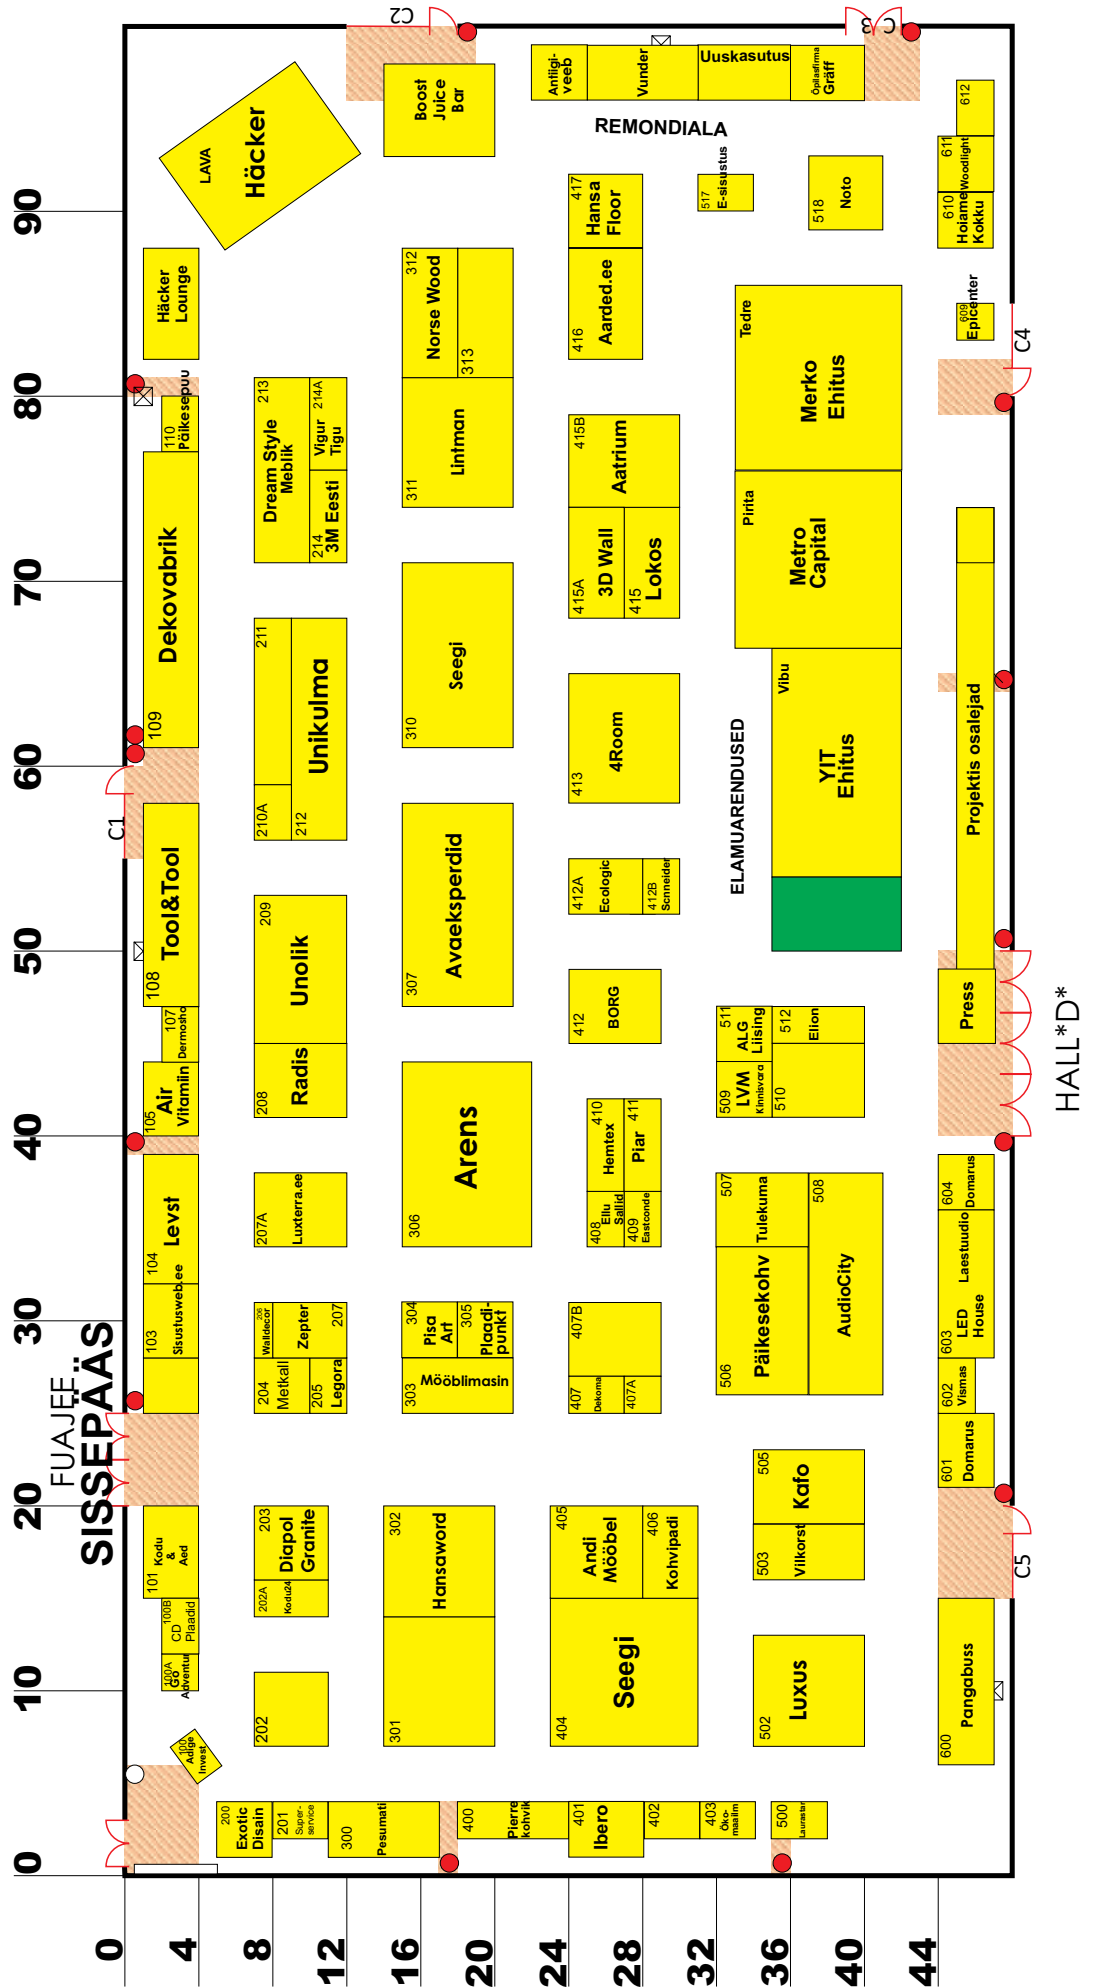 C2
C 3
Antiigi-
veeb
Vunder
Uuskasutus
Õpilasfirma
Gräff
Boost
Juice
Bar
LAVA
Häcker
REMONDIALA
612
611
Woodlight
610
Hoiame
Kokku
90
417
Hansa
Floor
517
E-sisustus
518
Noto
Häcker
Lounge
312
Norse Wood
313
416
Aarded.ee
Tedre
Merko
Ehitus
609
Epicenter
C4
80
110
Päikesepuu
213
Dream Style
Meblik
214A
Vigur
Tigu
214
3M Eesti
311
Lintman
415B
Aatrium
415A
3D Wall
415
Lokos
Pirita
Metro
Capital
109
Dekovabrik
70
211
210A
212
Unikulma
310
Seegi
413
4Room
ELAMUARENDUSED
Vibu
YIT
Ehitus
Projektis osalejad
60
C1
108
Tool&Tool
209
Unolik
307
Avaeksperdid
412A
Ecologic
412B
Scnneider
50
107
Dermosho
105
Air
Vitamiin
208
Radis
412
BORG
511
ALG
Liising
512
Elion
509
LVM
Kinnisvara
510
Press
HALL*D*
40
306
Arens
410
Hemtex
411
Piar
408
Ellu
Sallid
409
Eastconde
104
Levst
207A
Luxterra.ee
507
Tulekuma
508
AudioCity
506
Päikesekohv
604
Domarus
603
LED
House
Laestuudio
103
Sisustusweb.ee
30
206
Walldecor
207
Zepter
204
Metkall
205
Legora
304
Pisa
Art
305
Plaadi-
punkt
303
Mööblimasin
407B
407
Dekoma
407A
602
Vismas
601
Domarus
FUAJEE
SISSEPÄÄS
20
101
Kodu
&
Aed
203
Diapol
Granite
202A
Kodu24
302
Hansaword
301
405
Andi
Mööbel
406
Kohvipadi
505
Kafo
503
Vilkorst
C5
100B
CD
Plaadid
100A
Go
Adventur
10
202
404
Seegi
502
Luxus
600
Pangabuss
100
Adige
Invest
200
Exotic
Disain
201
Super-
service
300
Pesumati
400
Pierre
kohvik
401
Ibero
402
403
Öko-
maailm
500
Laurastar
0
0
4
8
12
16
20
24
28
32
36
40
44